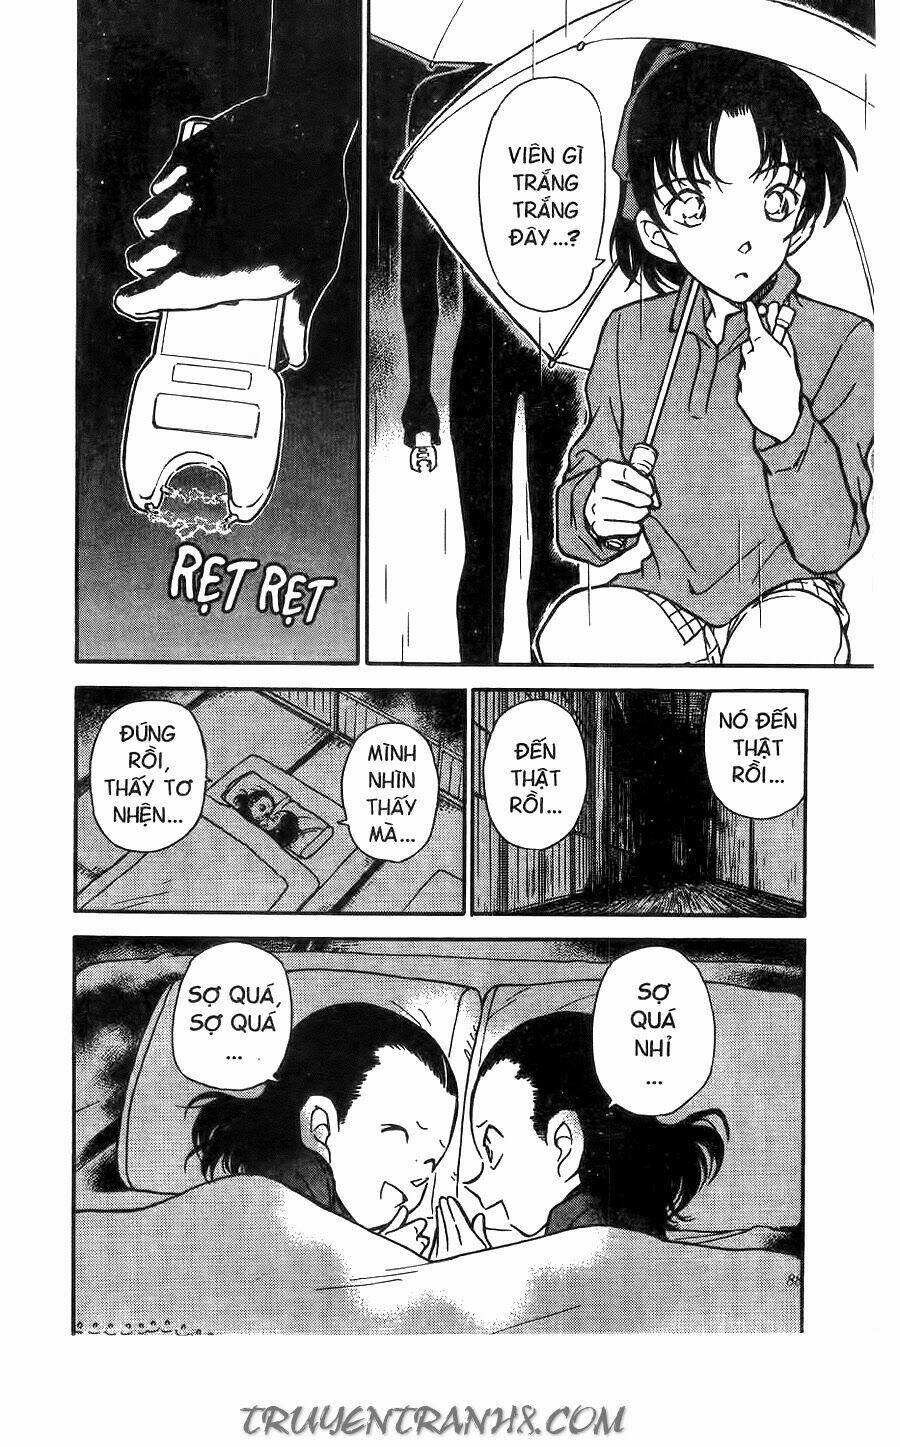 VIÊN GÌ
TRẮNG
TRẮNG
ĐÂY...?
RẸT RẸT
NÓ ĐẾN
THẬT
RỒI...
ĐẾN
THẬT
RỒI...
MÌNH
NHÌN
THẤY
MÀ...
ĐÚNG
RỒI,
THẤY TƠ
NHỆN...
SỢ
QUÁ
NHỈ
...
SỢ QUÁ,
SỢ QUÁ
...
TRUYENTRANH8.COM